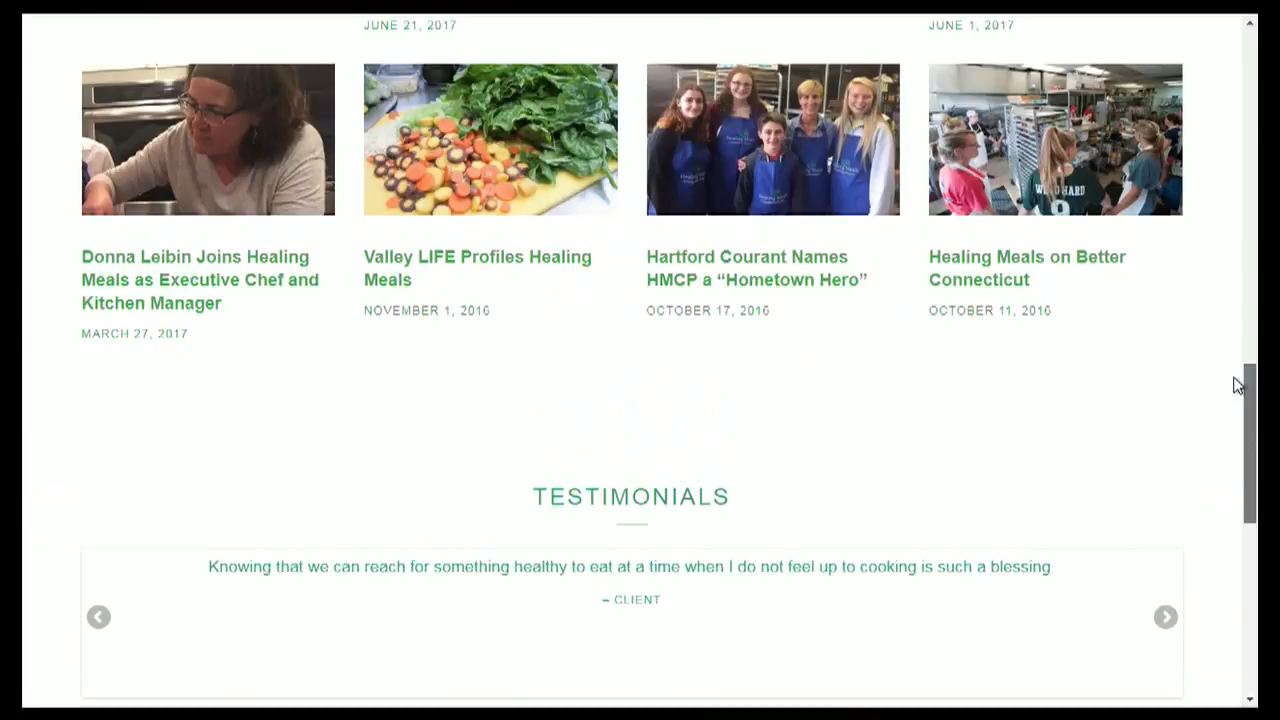 JUNE 21, 2017
JUNE 1, 2017
Donna Leibin Joins Healing
Meals as Executive Chef and
Kitchen Manager
MARCH 27, 2017
Valley LIFE Profiles Healing
Meals
NOVEMBER 1, 2016
Hartford Courant Names
HMCP a “Hometown Hero”
OCTOBER 17, 2016
Healing Meals on Better
Connecticut
OCTOBER 11, 2016
TESTIMONIALS
Knowing that we can reach for something healthy to eat at a time when I do not feel up to cooking is such a blessing.
– CLIENT